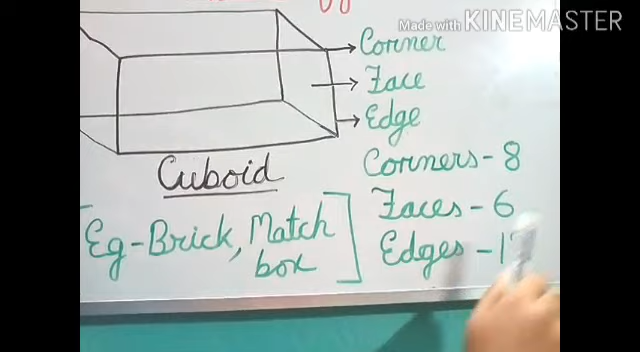 Made with KINEMASTER
Corner
Face
Edge
Cuboid
Corners - 8
Faces - 6
Edges - 1
[Eg - Brick, Match
box]